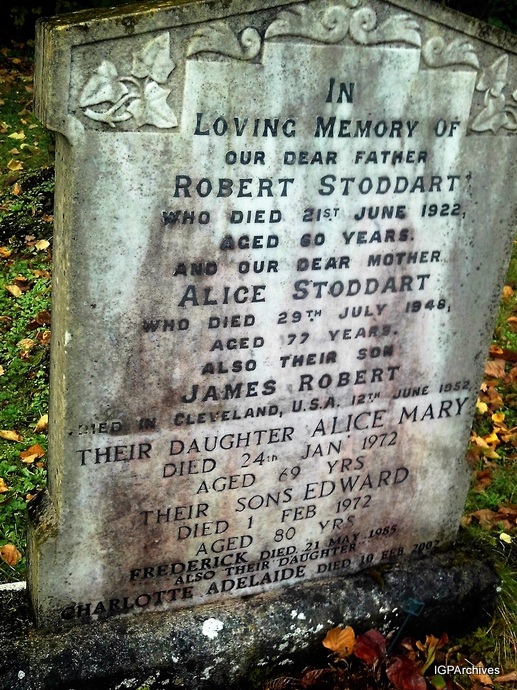 IN
LOVING MEMORY OF
OUR DEAR FATHER
ROBERT STODDART
WHO DIED 21ST JUNE 1922,
AGED 60 YEARS.
AND OUR DEAR MOTHER
ALICE STODDART
WHO DIED 29TH JULY 1948,
AGED 77 YEARS.
ALSO THEIR SON
JAMES ROBERT
DIED IN CLEVELAND, U.S.A. 12TH JUNE 1952,
THEIR DAUGHTER ALICE MARY
DIED 24TH JAN 1972
AGED 69 YRS
THEIR SONS EDWARD
DIED 1 FEB 1972
AGED 80 YRS
FREDERICK DIED 21 MAY 1985
ALSO THEIR DAUGHTER
CHARLOTTE ADELAIDE DIED 10 FEB 2002
IGPArchives